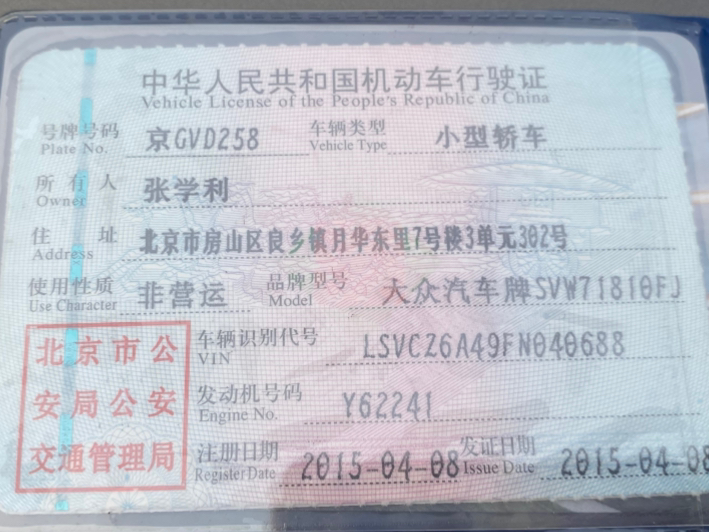 中华人民共和国机动车行驶证
Vehicle License of the People's Republic of China
号牌号码 京GVD258 车辆类型 小型轿车
Plate No. Vehicle Type
所有人 张学利
Owner
住址 北京市房山区良乡镇月华东里7号楼3单元302号
Address
使用性质 非营运 品牌型号 大众汽车牌SVW71810FJ
Use Character Model
北京市公 车辆识别代号 LSVCZ6A49FN040688
VIN
安局公安 发动机号码 Y62241
Engine No.
交通管理局 注册日期 2015-04-08 发证日期 2015-04-08
Register Date Issue Date